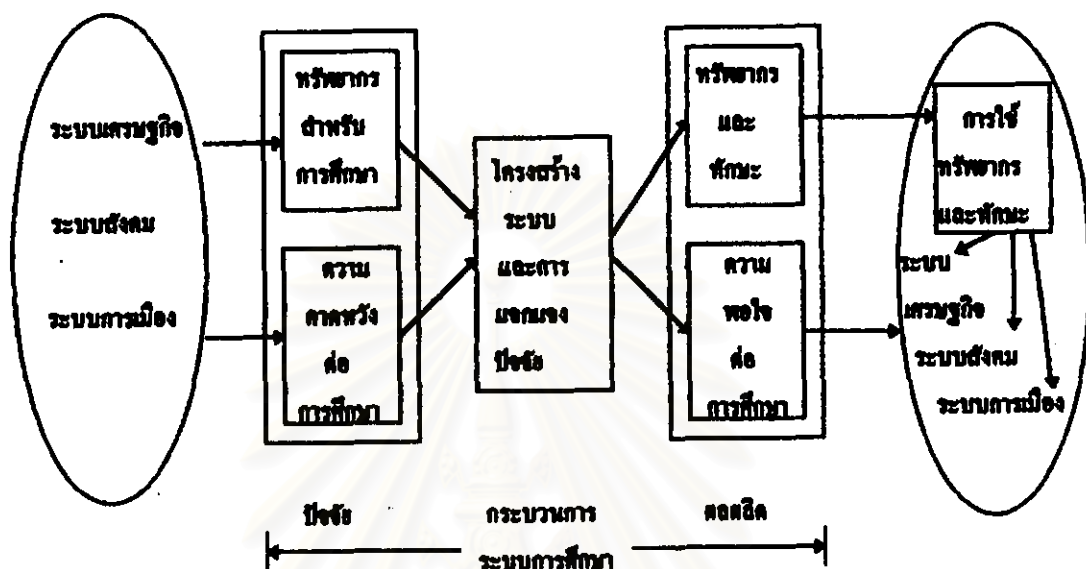 ระบบเศรษฐกิจ
ระบบสังคม
ระบบการเมือง
ทรัพยากร
สำหรับ
การศึกษา
ความ
คาดหวัง
ต่อ
การศึกษา
โครงสร้าง
ระบบ
และการ
แจกแจง
ปัจจัย
ทรัพยากร
และ
ทักษะ
ความ
พอใจ
ต่อ
การศึกษา
การใช้
ทรัพยากร
และทักษะ
ระบบ
เศรษฐกิจ
ระบบสังคม
ระบบการเมือง
ปัจจัย กระบวนการ ผลผลิต
ระบบการศึกษา